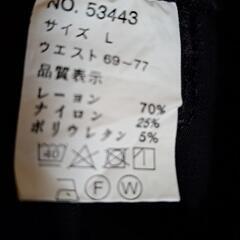 NO. 53443
サイズ L
ウエスト 69~77
品質表示
レーヨン 70%
ナイロン 25%
ポリウレタン 5%
40
F W